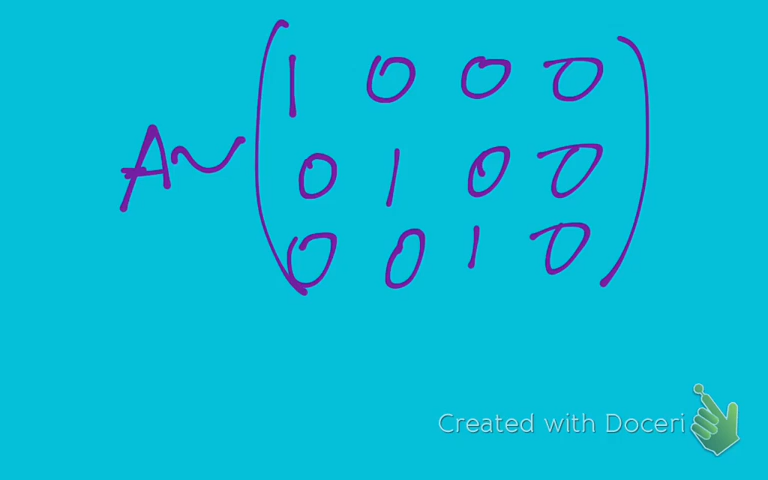 1 0 0 0
A ~ ( 0 1 0 0 )
0 0 1 0
Created with Doceri